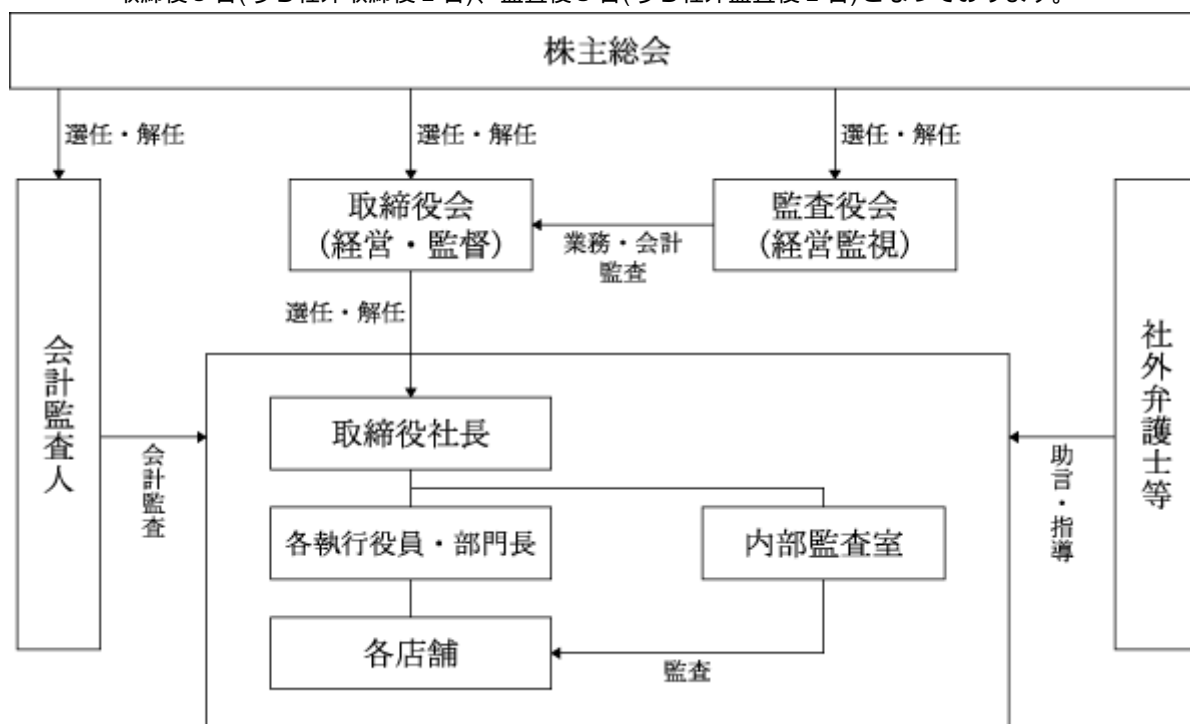 株主総会
選任・解任
選任・解任
選任・解任
取締役会
(経営・監督)
監査役会
(経営監視)
業務・会計
監査
選任・解任
会計監査人
社外弁護士等
取締役社長
会計監査
助言・指導
各執行役員・部門長
内部監査室
各店舗
監査